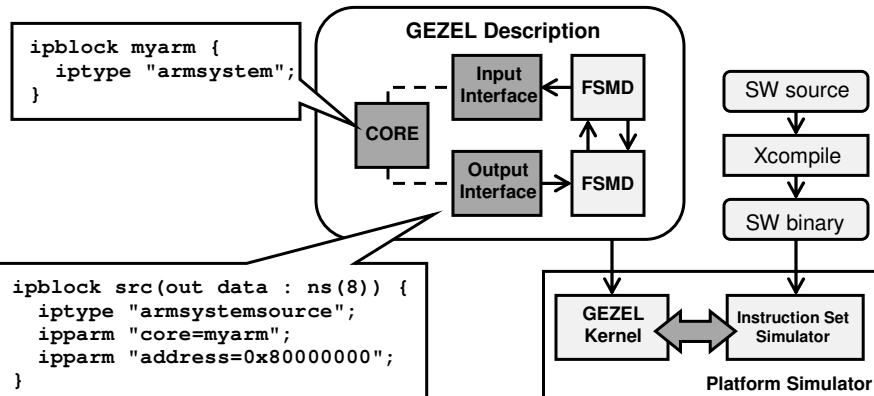 ipblock myarm {
iptype "armsystem";
}
GEZEL Description
Input
Interface
FSMD
CORE
Output
Interface
FSMD
SW source
Xcompile
SW binary
ipblock src(out data : ns(8)) {
iptype "armsystemsource";
ipparm "core=myarm";
ipparm "address=0x80000000";
}
GEZEL
Kernel
Instruction Set
Simulator
Platform Simulator